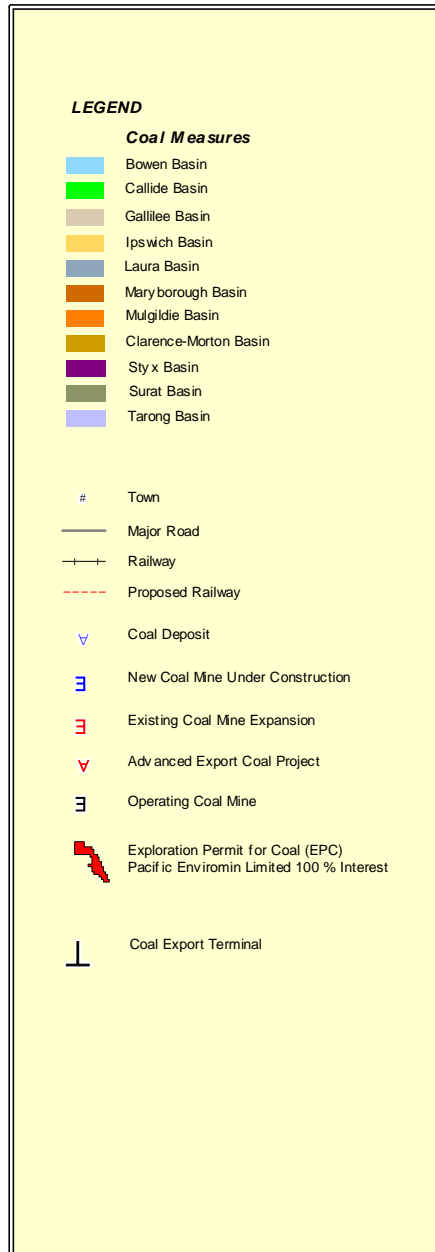 LEGEND
Coal Measures
Bowen Basin
Callide Basin
Gallilee Basin
Ipswich Basin
Laura Basin
Maryborough Basin
Mulgildie Basin
Clarence-Morton Basin
Styx Basin
Surat Basin
Tarong Basin
# Town
Major Road
Railway
Proposed Railway
∀ Coal Deposit
∃ New Coal Mine Under Construction
∃ Existing Coal Mine Expansion
∀ Advanced Export Coal Project
∃ Operating Coal Mine
Exploration Permit for Coal (EPC)
Pacific Enviromin Limited 100 % Interest
⊥ Coal Export Terminal